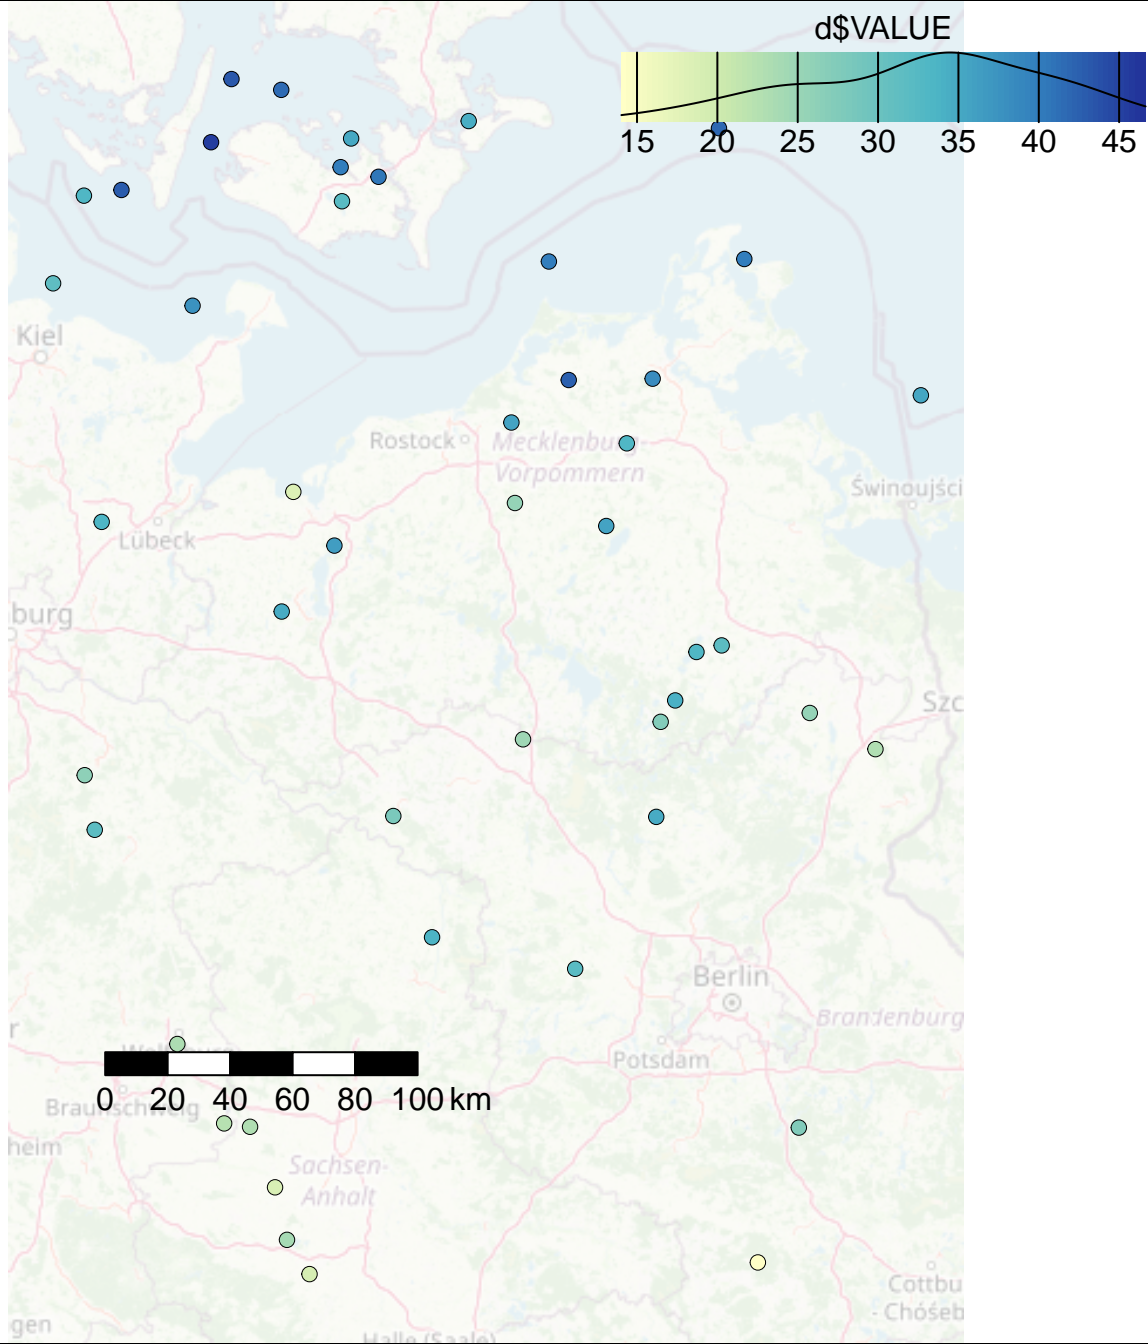 d$VALUE
15 20 25 30 35 40 45
Kiel
Rostock
Mecklenburg-
Vorpommern
Świnoujści
Lübeck
burg
Szc
Berlin
Brandenburg
r
Potsdam
0 20 40 60 80 100 km
Braunschweig
heim
Sachsen-
Anhalt
Cottbu
- Chóśeb
gen
Halle (Saale)